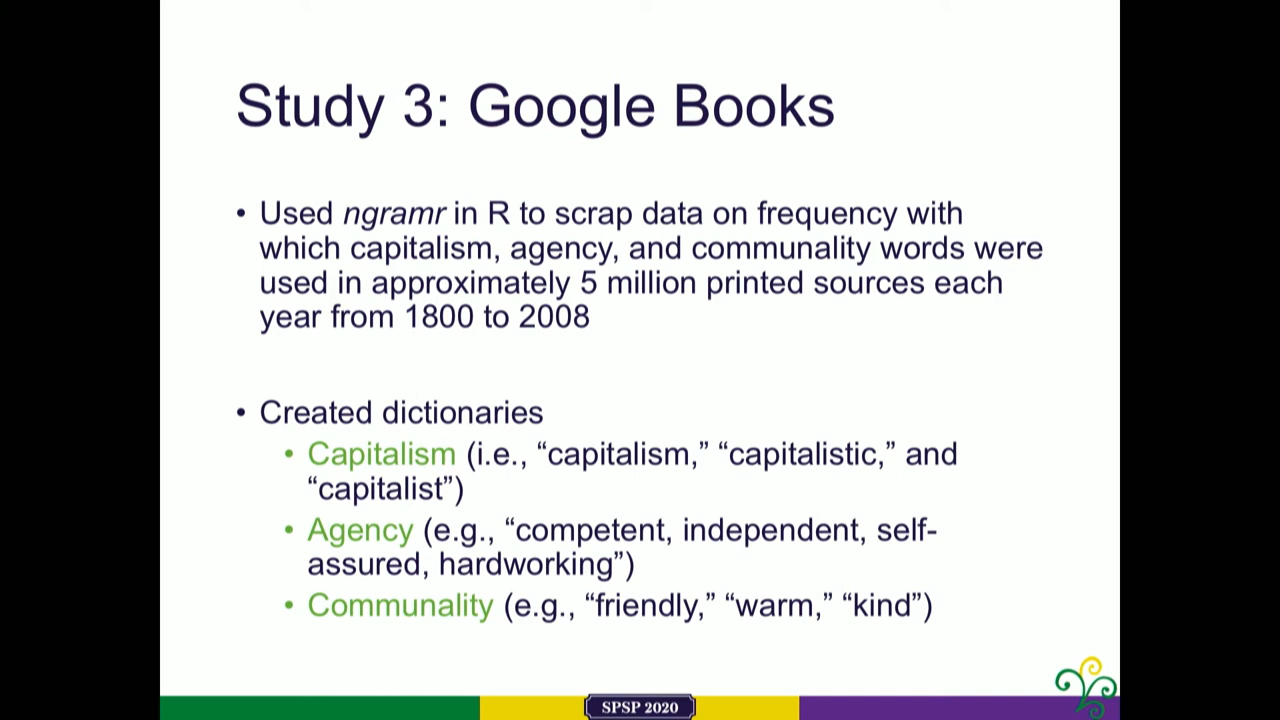 Study 3: Google Books
• Used ngramr in R to scrap data on frequency with
which capitalism, agency, and communality words were
used in approximately 5 million printed sources each
year from 1800 to 2008
• Created dictionaries
• Capitalism (i.e., “capitalism,” “capitalistic,” and
“capitalist”)
• Agency (e.g., “competent, independent, self-
assured, hardworking”)
• Communality (e.g., “friendly,” “warm,” “kind”)
SPSP 2020